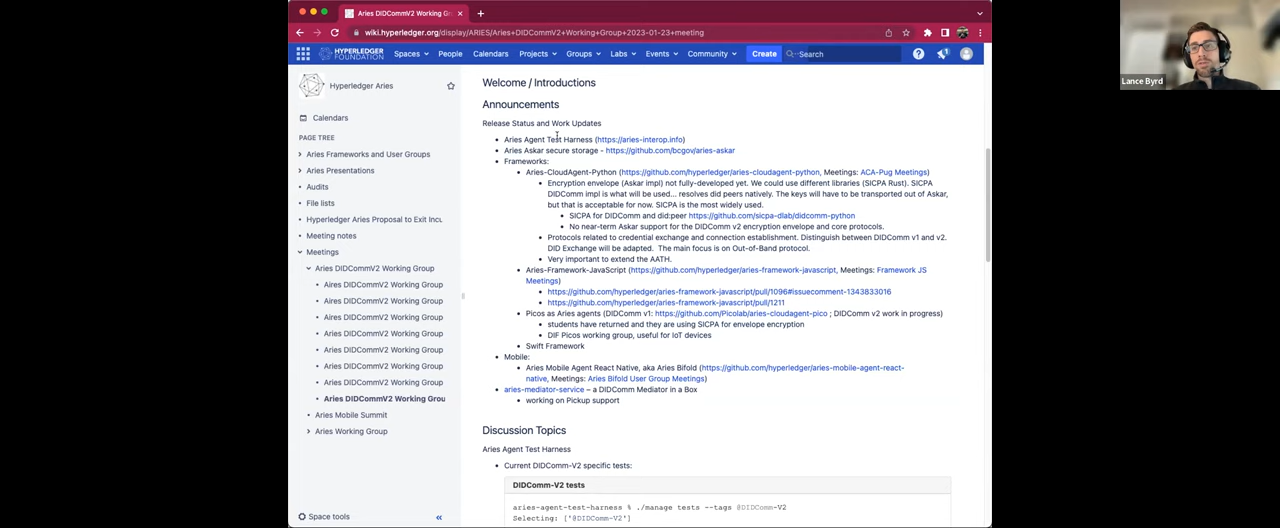 Aries DIDCommV2 Working Gr
wiki.hyperledger.org/display/ARIES/Aries+DIDCommV2+Working+Group+2023-01-23+meeting
HYPERLEDGER
FOUNDATION
Spaces People Calendars Projects Groups Labs Events Community Create Search
Lance Byrd
Hyperledger Aries
Calendars
PAGE TREE
Aries Frameworks and User Groups
Aries Presentations
Audits
File lists
Hyperledger Aries Proposal to Exit Incu
Meeting notes
Meetings
Aries DIDCommV2 Working Group
Aires DIDCommV2 Working Group
Aries DIDCommV2 Working Group
Aries DIDCommV2 Working Group
Aries DIDCommV2 Working Group
Aries DIDCommV2 Working Group
Aries DIDCommV2 Working Group
Aries DIDCommV2 Working Group
Aries DIDCommV2 Working Grou
Aries Mobile Summit
Aries Working Group
Space tools
Welcome / Introductions
Announcements
Release Status and Work Updates
Aries Agent Test Harness (https://aries-interop.info)
Aries Askar secure storage - https://github.com/bcgov/aries-askar
Frameworks:
Aries-CloudAgent-Python (https://github.com/hyperledger/aries-cloudagent-python, Meetings: ACA-Pug Meetings)
Encryption envelope (Askar impl) not fully-developed yet. We could use different libraries (SICPA Rust). SICPA
DIDComm impl is what will be used... resolves did peers natively. The keys will have to be transported out of Askar,
but that is acceptable for now. SICPA is the most widely used.
SICPA for DIDComm and did:peer https://github.com/sicpa-dlab/didcomm-python
No near-term Askar support for the DIDComm v2 encryption envelope and core protocols.
Protocols related to credential exchange and connection establishment. Distinguish between DIDComm v1 and v2.
DID Exchange will be adapted. The main focus is on Out-of-Band protocol.
Very important to extend the AATH.
Aries-Framework-JavaScript (https://github.com/hyperledger/aries-framework-javascript, Meetings: Framework JS
Meetings)
https://github.com/hyperledger/aries-framework-javascript/pull/1096#issuecomment-1343833016
https://github.com/hyperledger/aries-framework-javascript/pull/1211
Picos as Aries agents (DIDComm v1: https://github.com/Picolab/aries-cloudagent-pico ; DIDComm v2 work in progress)
students have returned and they are using SICPA for envelope encryption
DIF Picos working group, useful for IoT devices
Swift Framework
Mobile:
Aries Mobile Agent React Native, aka Aries Bifold (https://github.com/hyperledger/aries-mobile-agent-react-
native, Meetings: Aries Bifold User Group Meetings)
aries-mediator-service – a DIDComm Mediator in a Box
working on Pickup support
Discussion Topics
Aries Agent Test Harness
Current DIDComm-V2 specific tests:
DIDComm-V2 tests
aries-agent-test-harness % ./manage tests --tags @DIDComm-V2
Selecting: ['@DIDComm-V2']